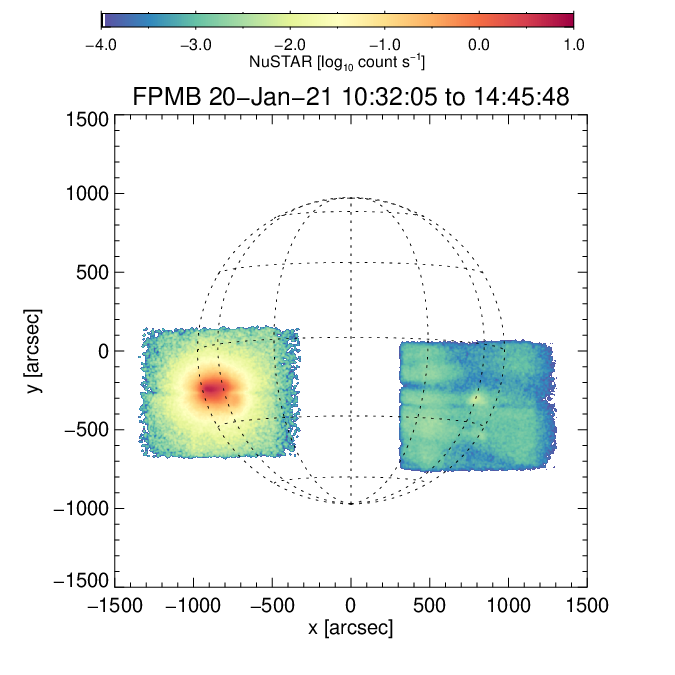 −4.0 −3.0 −2.0 −1.0 0.0 1.0
NuSTAR [log10 count s−1]
FPMB 20−Jan−21 10:32:05 to 14:45:48
1500
1000
500
0
−500
−1000
−1500
y [arcsec]
−1500 −1000 −500 0 500 1000 1500
x [arcsec]